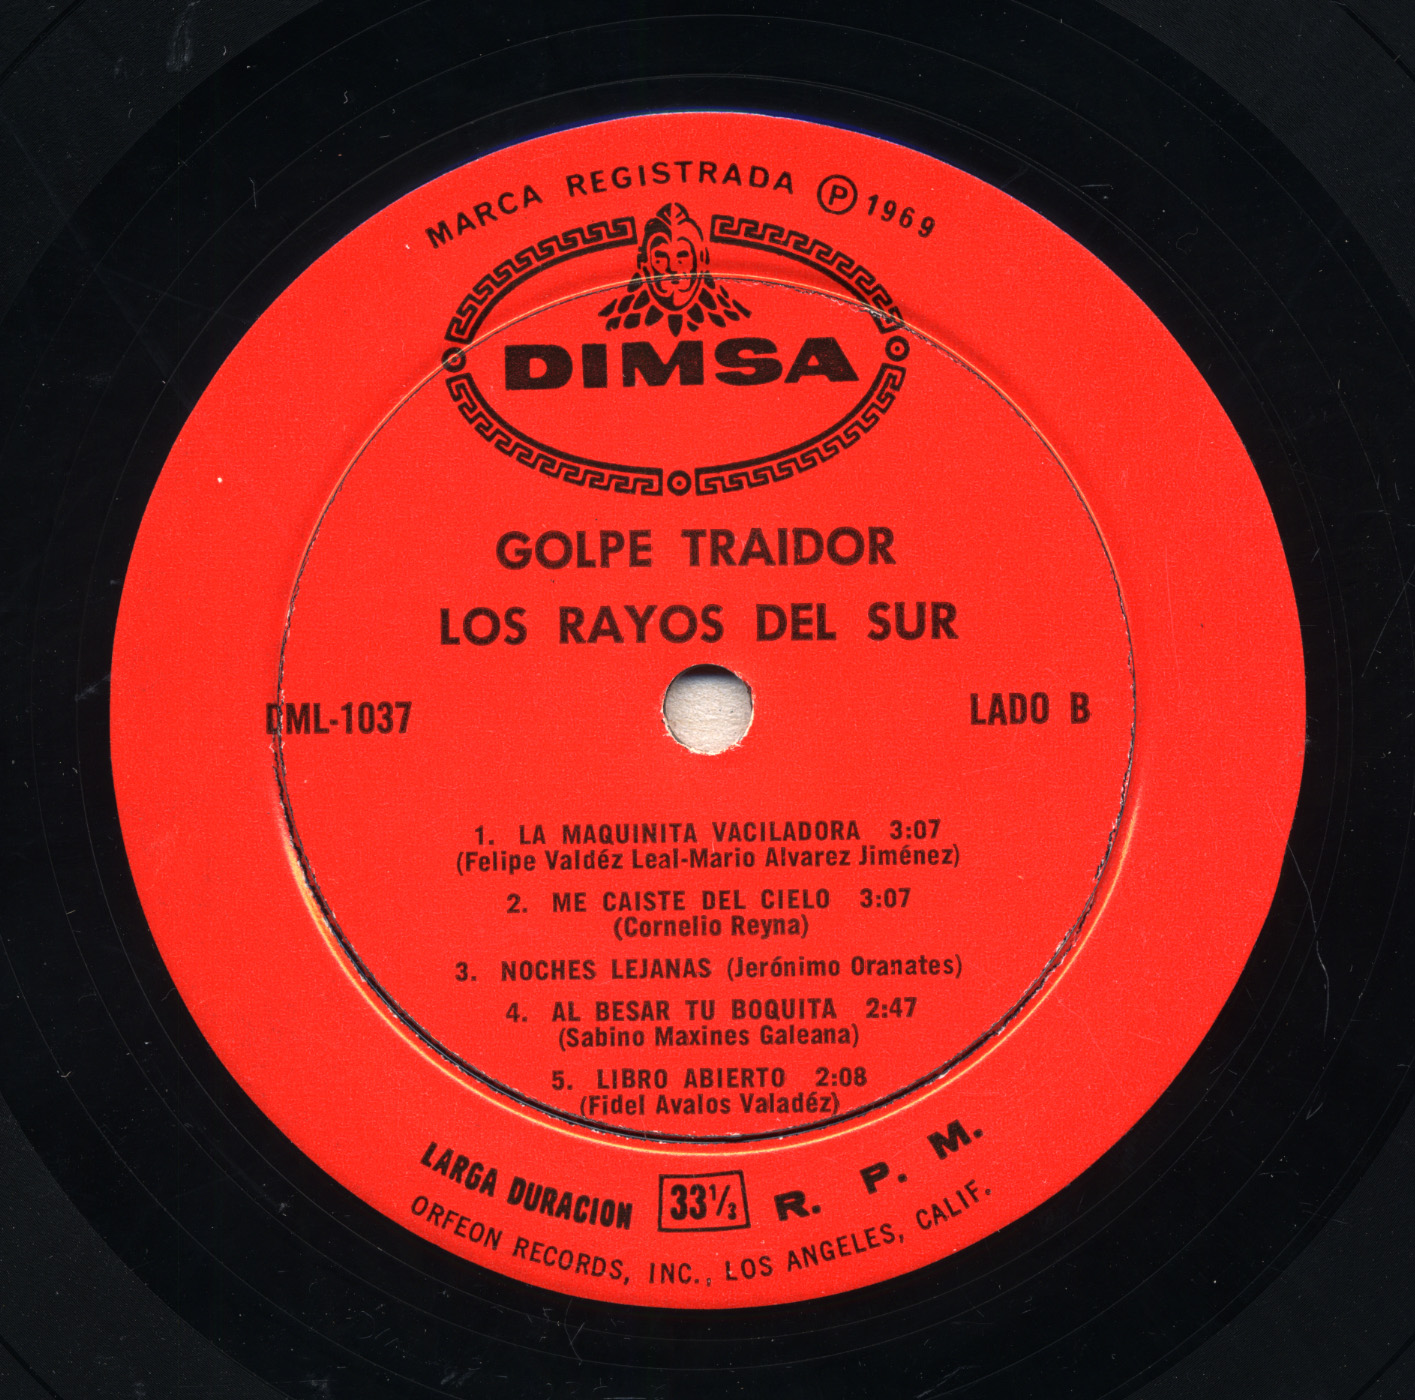 MARCA REGISTRADA Ⓟ 1969
DIMSA
GOLPE TRAIDOR
LOS RAYOS DEL SUR
DML-1037
LADO B
1. LA MAQUINITA VACILADORA 3:07
(Felipe Valdéz Leal-Mario Alvarez Jiménez)
2. ME CAISTE DEL CIELO 3:07
(Cornelio Reyna)
3. NOCHES LEJANAS (Jerónimo Oranates)
4. AL BESAR TU BOQUITA 2:47
(Sabino Maxines Galeana)
5. LIBRO ABIERTO 2:08
(Fidel Avalos Valadéz)
LARGA DURACION 33⅓ R. P. M.
ORFEON RECORDS, INC., LOS ANGELES, CALIF.